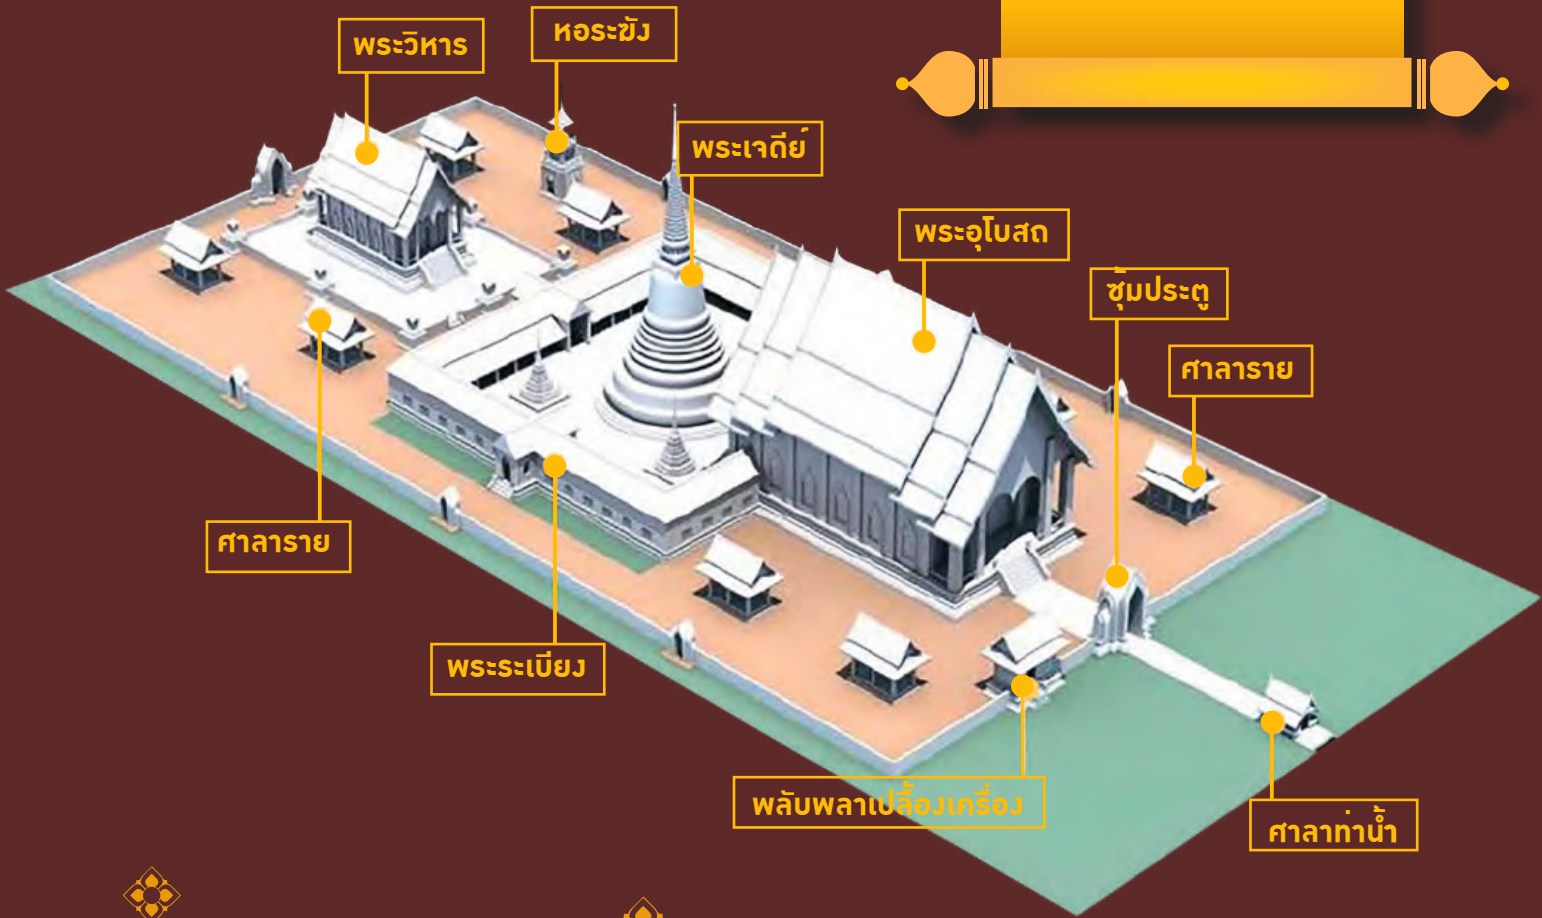 พระวิหาร
หอระฆัง
พระเจดีย์
พระอุโบสถ
ซุ้มประตู
ศาลาราย
ศาลาราย
พระระเบียง
พลับพลาเปลื้องเครื่อง
ศาลาท่าน้ำ